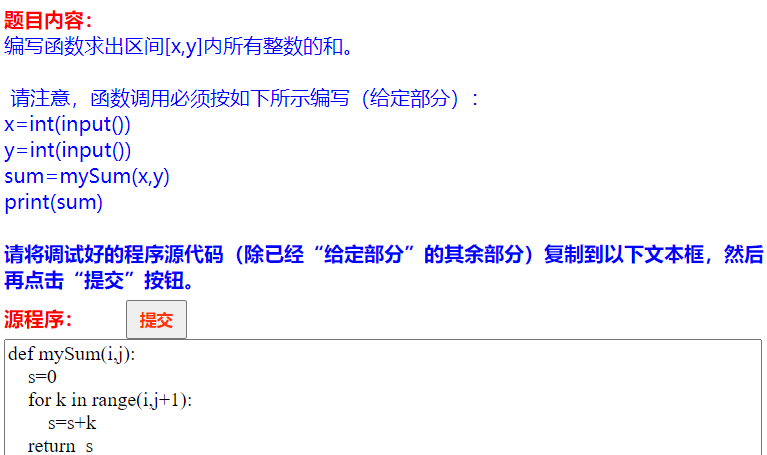 题目内容：
编写函数求出区间[x,y]内所有整数的和。
请注意，函数调用必须按如下所示编写（给定部分）：
x=int(input())
y=int(input())
sum=mySum(x,y)
print(sum)
请将调试好的程序源代码（除已经“给定部分”的其余部分）复制到以下文本框，然后
再点击“提交”按钮。
源程序： 提交
def mySum(i,j):
    s=0
    for k in range(i,j+1):
        s=s+k
    return  s